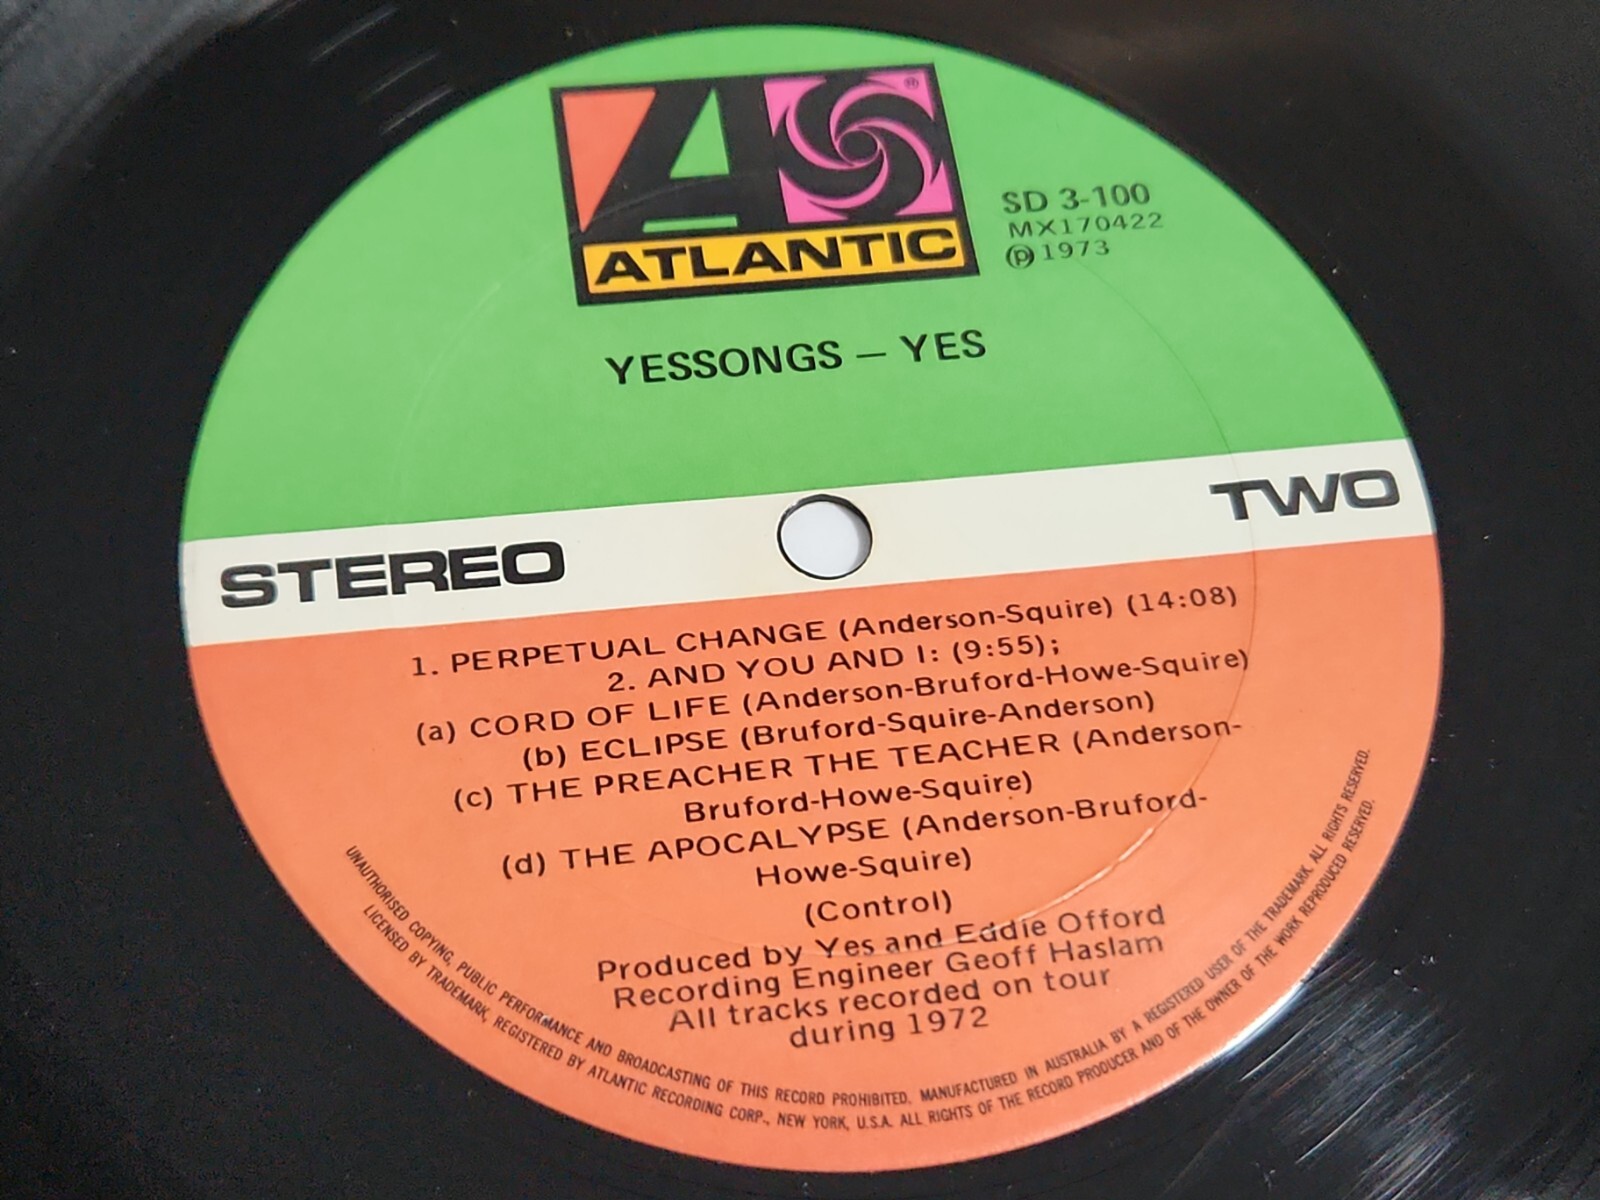 ®
ATLANTIC
SD 3-100
MX170422
Ⓟ1973
YESSONGS – YES
STEREO
TWO
1. PERPETUAL CHANGE (Anderson-Squire) (14:08)
2. AND YOU AND I: (9:55);
(a) CORD OF LIFE (Anderson-Bruford-Howe-Squire)
(b) ECLIPSE (Bruford-Squire-Anderson)
(c) THE PREACHER THE TEACHER (Anderson-
Bruford-Howe-Squire)
(d) THE APOCALYPSE (Anderson-Bruford-
Howe-Squire)
(Control)
Produced by Yes and Eddie Offord
Recording Engineer Geoff Haslam
All tracks recorded on tour
during 1972
UNAUTHORISED COPYING, PUBLIC PERFORMANCE AND BROADCASTING OF THIS RECORD PROHIBITED. MANUFACTURED IN AUSTRALIA BY A REGISTERED USER OF THE TRADEMARK. ALL RIGHTS RESERVED.
LICENSED BY TRADEMARK, REGISTERED BY ATLANTIC RECORDING CORP., NEW YORK, U.S.A. ALL RIGHTS OF THE RECORD PRODUCER AND OF THE OWNER OF THE WORK REPRODUCED RESERVED.